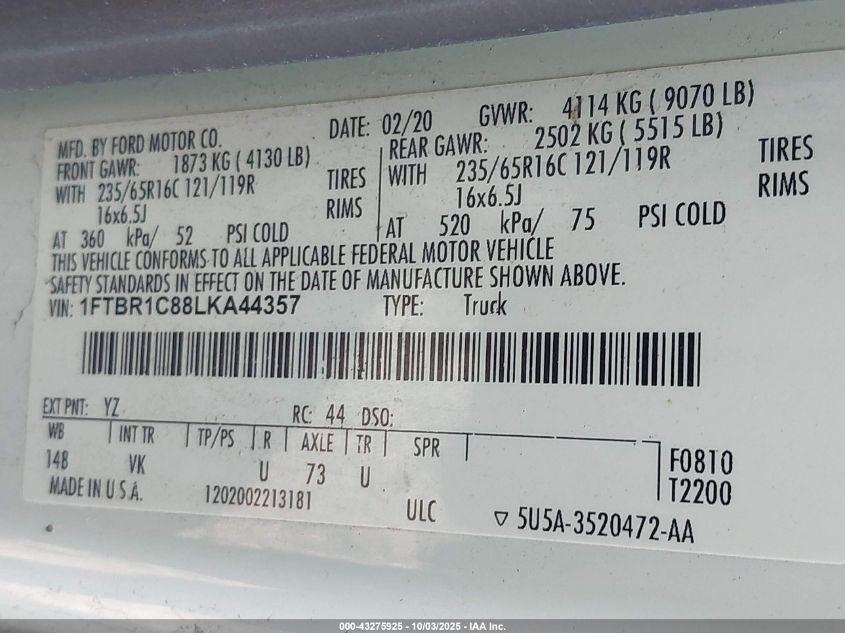 MFD. BY FORD MOTOR CO. DATE: 02/20 GVWR: 4114 KG ( 9070 LB)
FRONT GAWR: 1873 KG ( 4130 LB) REAR GAWR: 2502 KG ( 5515 LB)
WITH 235/65R16C 121/119R TIRES WITH 235/65R16C 121/119R TIRES
16x6.5J RIMS 16x6.5J RIMS
AT 360 kPa/ 52 PSI COLD AT 520 kPa/ 75 PSI COLD
THIS VEHICLE CONFORMS TO ALL APPLICABLE FEDERAL MOTOR VEHICLE
SAFETY STANDARDS IN EFFECT ON THE DATE OF MANUFACTURE SHOWN ABOVE.
VIN: 1FTBR1C88LKA44357 TYPE: Truck
EXT PNT: YZ RC: 44 DSO:
WB INT TR TP/PS R AXLE TR SPR
148 VK U 73 U F0810
T2200
MADE IN U.S.A. 1202002213181 ULC ▽ 5U5A-3520472-AA
000-43275925 - 10/03/2025 - IAA Inc.